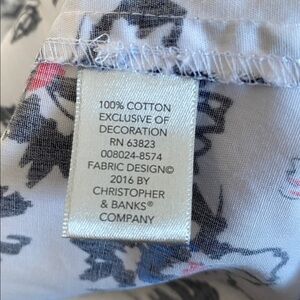 100% COTTON
EXCLUSIVE OF
DECORATION
RN 63823
008024-8574
FABRIC DESIGN©
2016 BY
CHRISTOPHER
& BANKS®
COMPANY